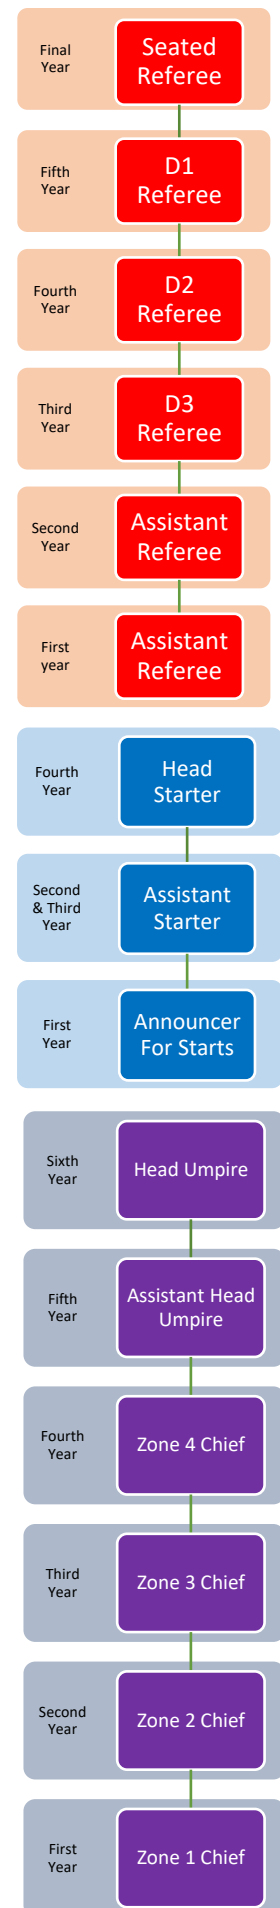 Final
Year
Seated
Referee
Fifth
Year
D1
Referee
Fourth
Year
D2
Referee
Third
Year
D3
Referee
Second
Year
Assistant
Referee
First
year
Assistant
Referee
Fourth
Year
Head
Starter
Second
& Third
Year
Assistant
Starter
First
Year
Announcer
For Starts
Sixth
Year
Head Umpire
Fifth
Year
Assistant Head
Umpire
Fourth
Year
Zone 4 Chief
Third
Year
Zone 3 Chief
Second
Year
Zone 2 Chief
First
Year
Zone 1 Chief